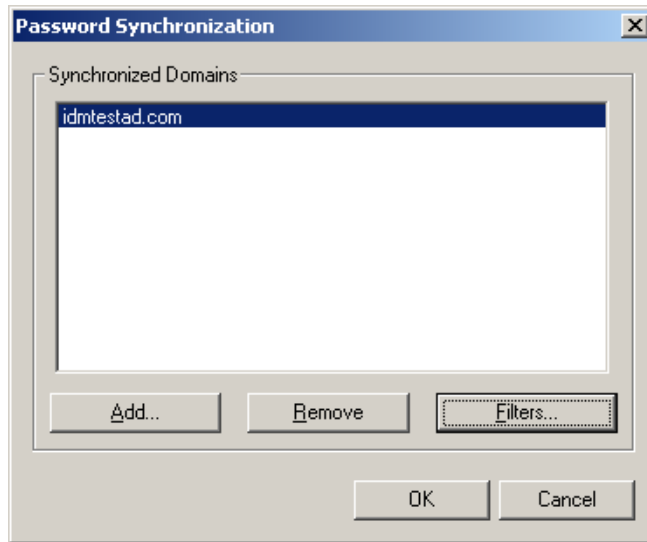 Password Synchronization
Synchronized Domains
idmtestad.com
Add... Remove Filters...
OK Cancel